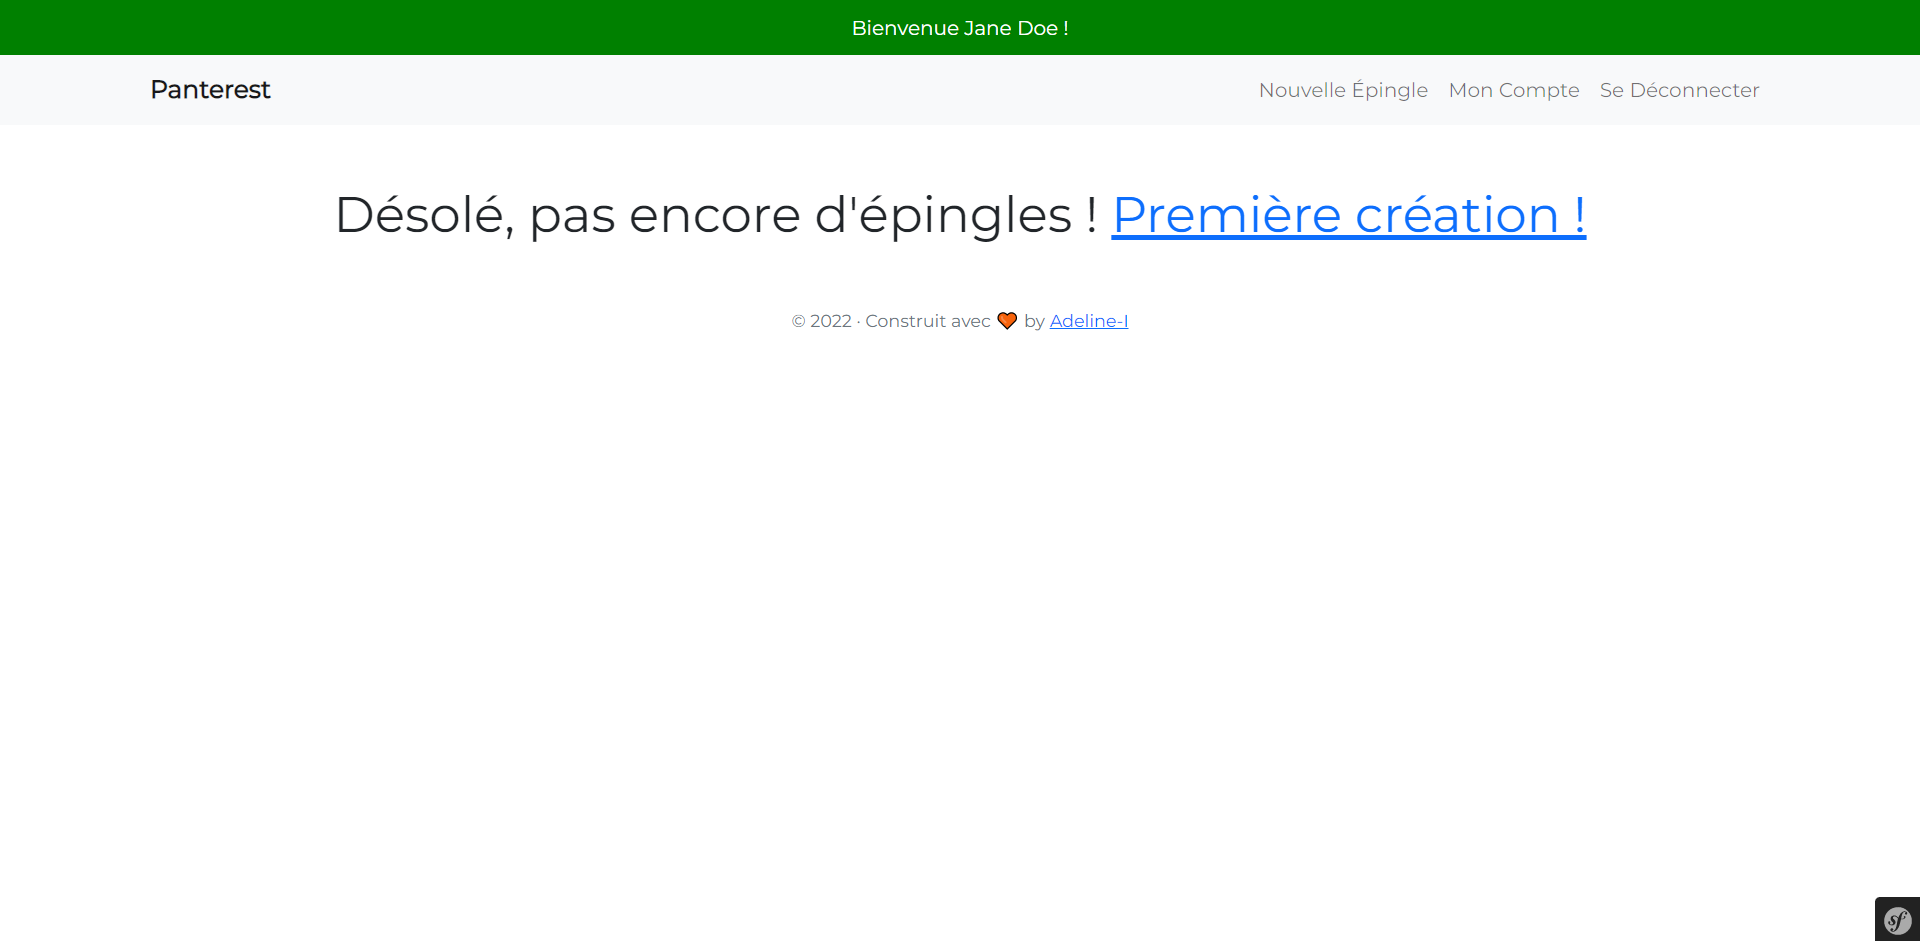 Bienvenue Jane Doe !
Panterest
Nouvelle Épingle Mon Compte Se Déconnecter
Désolé, pas encore d'épingles ! Première création !
© 2022 · Construit avec 🧡 by Adeline-I
sf